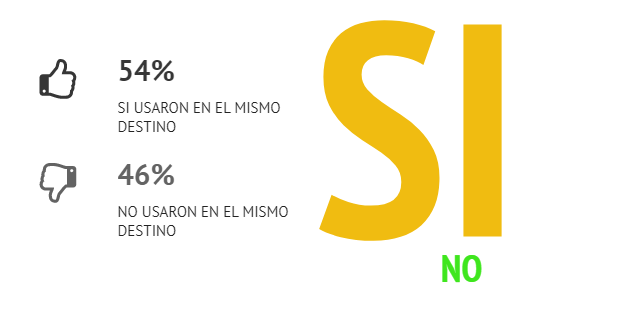 54%
SI USARON EN EL MISMO
DESTINO
46%
NO USARON EN EL MISMO
DESTINO
SI
NO